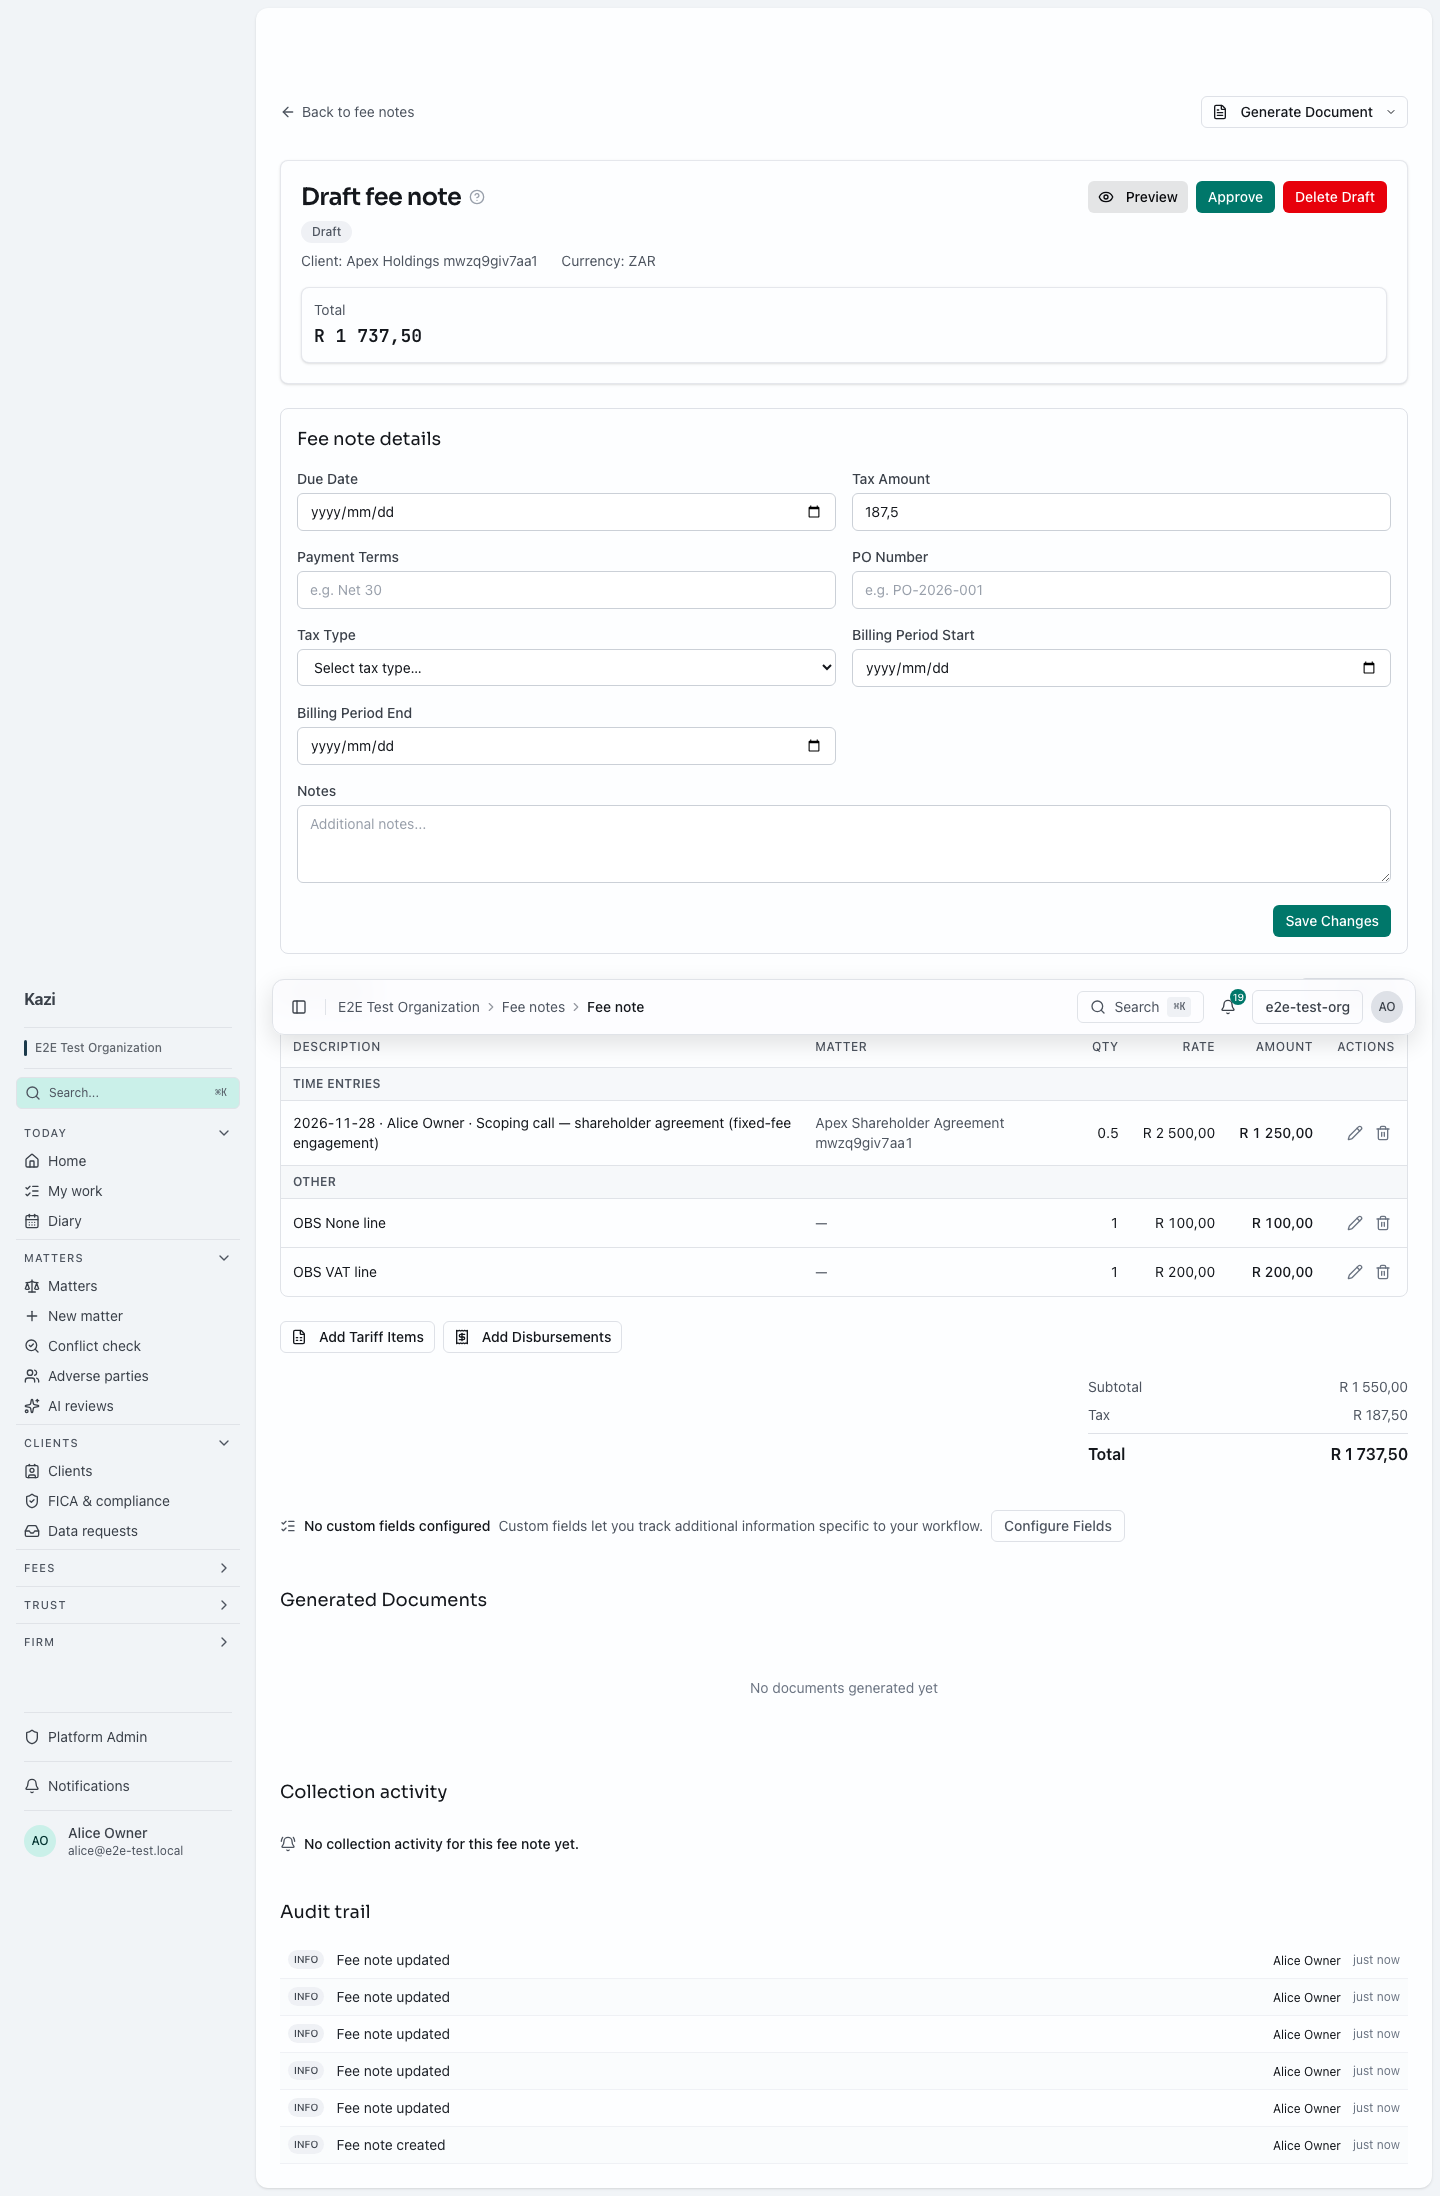 Back to fee notes
Generate Document
Draft fee note
Preview
Approve
Delete Draft
Draft
Client: Apex Holdings mwzq9giv7aa1
Currency: ZAR
Total
R 1 737,50
Fee note details
Due Date
Tax Amount
yyyy/mm/dd
187,5
Payment Terms
PO Number
e.g. Net 30
e.g. PO-2026-001
Tax Type
Billing Period Start
Select tax type...
yyyy/mm/dd
Billing Period End
yyyy/mm/dd
Notes
Additional notes...
Save Changes
Kazi
E2E Test Organization
Search...
⌘K
TODAY
Home
My work
Diary
MATTERS
Matters
New matter
Conflict check
Adverse parties
AI reviews
CLIENTS
Clients
FICA & compliance
Data requests
FEES
TRUST
FIRM
Platform Admin
Notifications
AO
Alice Owner
alice@e2e-test.local
E2E Test Organization > Fee notes > Fee note
Search ⌘K
19
e2e-test-org
AO
DESCRIPTION MATTER QTY RATE AMOUNT ACTIONS
TIME ENTRIES
2026-11-28 · Alice Owner · Scoping call — shareholder agreement (fixed-fee
engagement)
Apex Shareholder Agreement
mwzq9giv7aa1
0.5 R 2 500,00 R 1 250,00
OTHER
OBS None line — 1 R 100,00 R 100,00
OBS VAT line — 1 R 200,00 R 200,00
Add Tariff Items
Add Disbursements
Subtotal R 1 550,00
Tax R 187,50
Total R 1 737,50
No custom fields configured Custom fields let you track additional information specific to your workflow.
Configure Fields
Generated Documents
No documents generated yet
Collection activity
No collection activity for this fee note yet.
Audit trail
INFO Fee note updated Alice Owner just now
INFO Fee note updated Alice Owner just now
INFO Fee note updated Alice Owner just now
INFO Fee note updated Alice Owner just now
INFO Fee note updated Alice Owner just now
INFO Fee note created Alice Owner just now